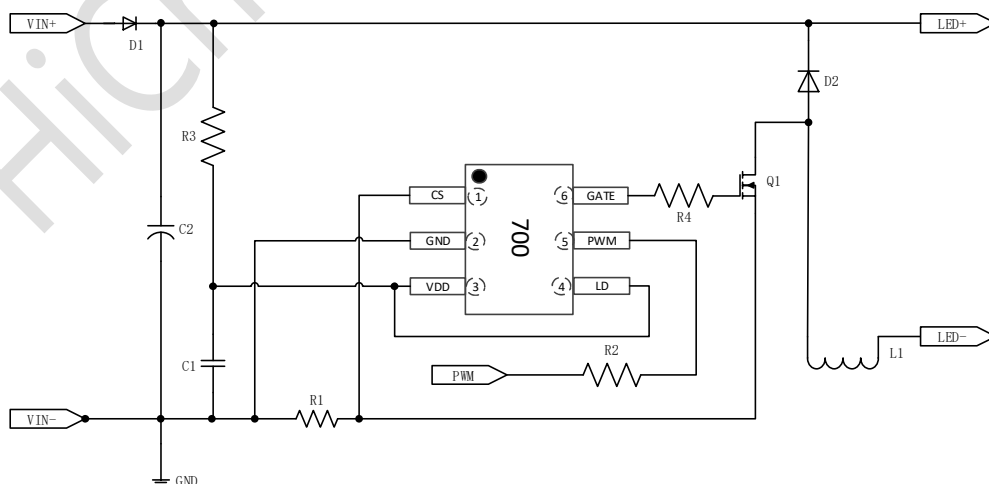 VIN+
LED+
D1
D2
R3
CS
1
6
GATE
Q1
R4
C2
GND
2
700
5
PWM
VDD
3
4
LD
R2
LED-
L1
C1
PWM
R1
VIN-
GND